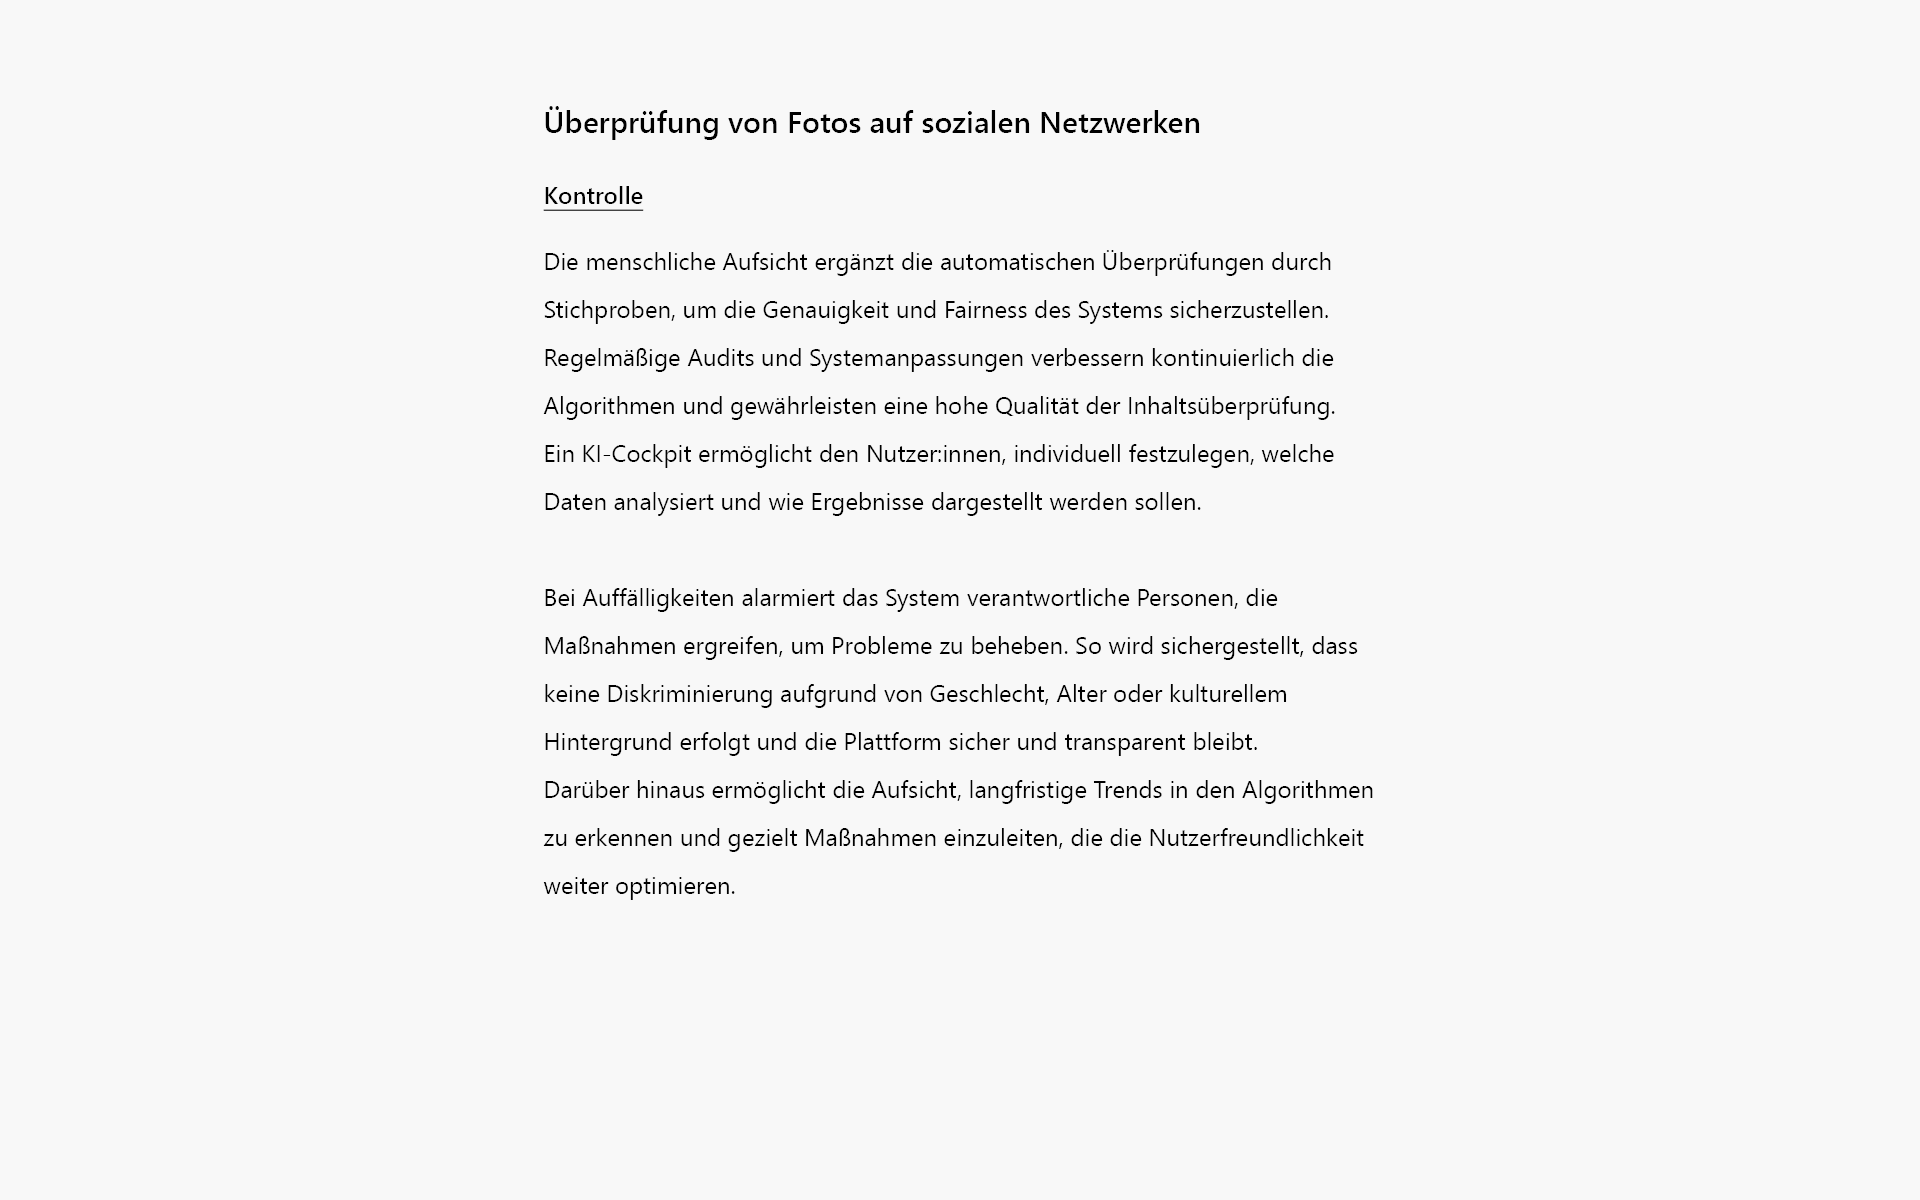 Überprüfung von Fotos auf sozialen Netzwerken
Kontrolle
Die menschliche Aufsicht ergänzt die automatischen Überprüfungen durch
Stichproben, um die Genauigkeit und Fairness des Systems sicherzustellen.
Regelmäßige Audits und Systemanpassungen verbessern kontinuierlich die
Algorithmen und gewährleisten eine hohe Qualität der Inhaltsüberprüfung.
Ein KI-Cockpit ermöglicht den Nutzer:innen, individuell festzulegen, welche
Daten analysiert und wie Ergebnisse dargestellt werden sollen.
Bei Auffälligkeiten alarmiert das System verantwortliche Personen, die
Maßnahmen ergreifen, um Probleme zu beheben. So wird sichergestellt, dass
keine Diskriminierung aufgrund von Geschlecht, Alter oder kulturellem
Hintergrund erfolgt und die Plattform sicher und transparent bleibt.
Darüber hinaus ermöglicht die Aufsicht, langfristige Trends in den Algorithmen
zu erkennen und gezielt Maßnahmen einzuleiten, die die Nutzerfreundlichkeit
weiter optimieren.